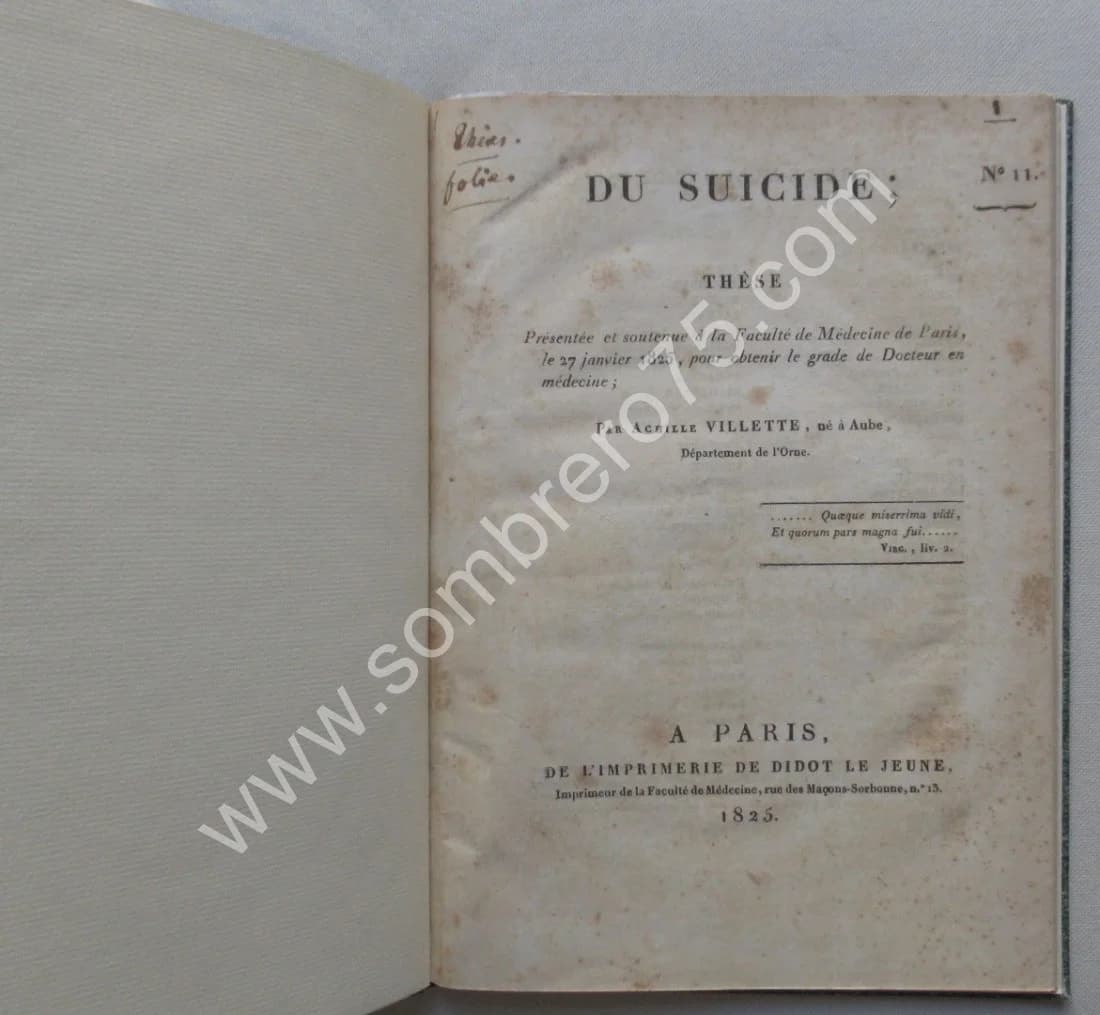 Thèses.
folie.
1
N° 11.
DU SUICIDE;
THÈSE
Présentée et soutenue à la Faculté de Médecine de Paris,
le 27 janvier 1825, pour obtenir le grade de Docteur en
médecine;
PAR ACHILLE VILLETTE, né à Aube,
Département de l'Orne.
....... Quæque miserrima vidi,
Et quorum pars magna fui......
VIRG., liv. 2.
A PARIS,
DE L'IMPRIMERIE DE DIDOT LE JEUNE,
Imprimeur de la Faculté de Médecine, rue des Maçons-Sorbonne, n.° 13.
1825.
www.sombrero75.com